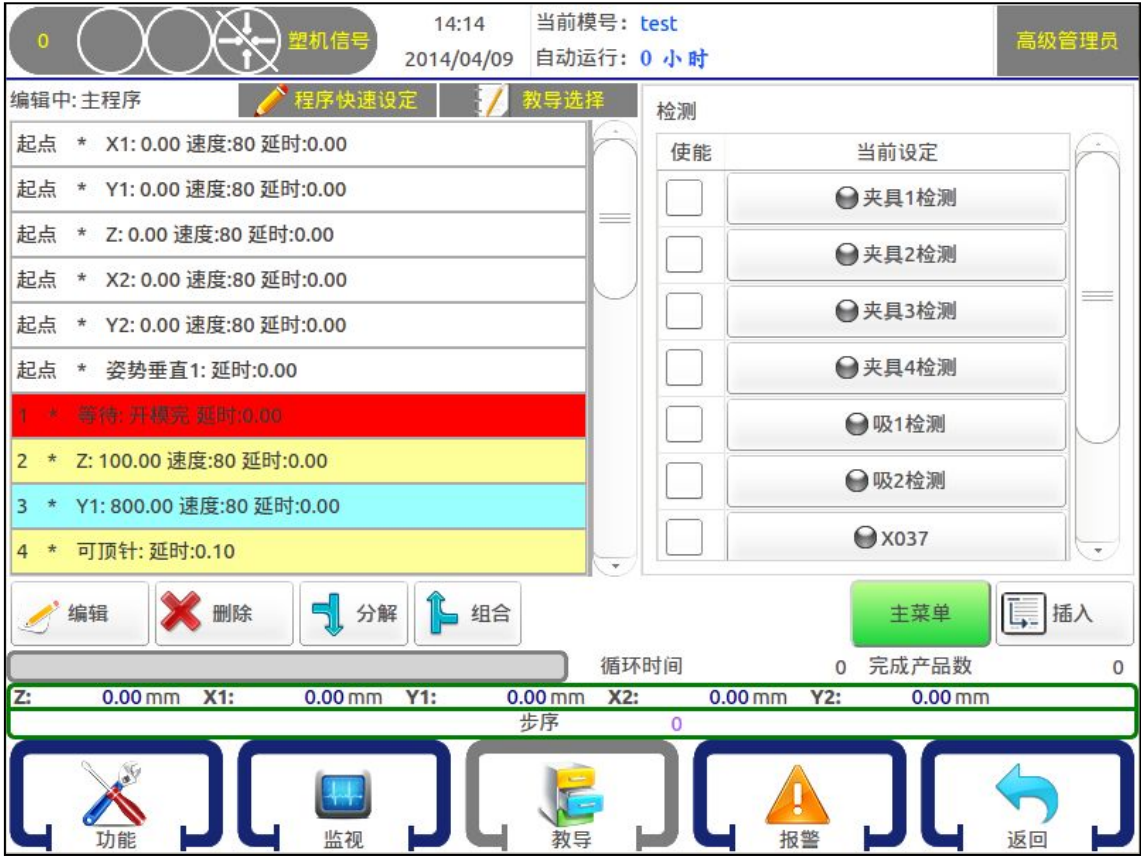 0 塑机信号 14:14 当前模号: test 高级管理员
2014/04/09 自动运行: 0 小时
编辑中: 主程序 程序快速设定 教导选择
起点 * X1: 0.00 速度:80 延时:0.00
起点 * Y1: 0.00 速度:80 延时:0.00
起点 * Z: 0.00 速度:80 延时:0.00
起点 * X2: 0.00 速度:80 延时:0.00
起点 * Y2: 0.00 速度:80 延时:0.00
起点 * 姿势垂直1: 延时:0.00
1 * 等待: 开模完 延时:0.00
2 * Z: 100.00 速度:80 延时:0.00
3 * Y1: 800.00 速度:80 延时:0.00
4 * 可顶针: 延时:0.10
检测
使能 当前设定
夹具1检测
夹具2检测
夹具3检测
夹具4检测
吸1检测
吸2检测
X037
编辑 删除 分解 组合 主菜单 插入
循环时间 0 完成产品数 0
Z: 0.00 mm X1: 0.00 mm Y1: 0.00 mm X2: 0.00 mm Y2: 0.00 mm
步序 0
功能 监视 教导 报警 返回